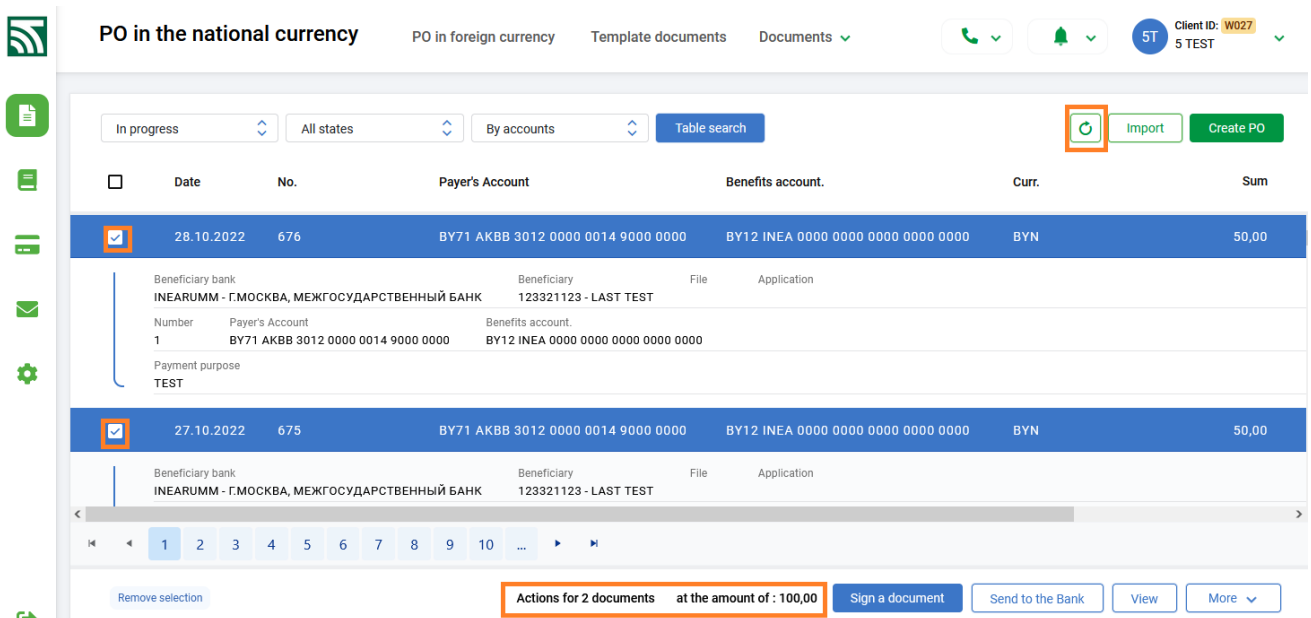 PO in the national currency PO in foreign currency Template documents Documents Client ID: W027
5T 5 TEST
In progress All states By accounts Table search Import Create PO
Date No. Payer's Account Benefits account. Curr. Sum
28.10.2022 676 BY71 AKBB 3012 0000 0014 9000 0000 BY12 INEA 0000 0000 0000 0000 0000 BYN 50,00
Beneficiary bank Beneficiary File Application
INEARUMM - Г.МОСКВА, МЕЖГОСУДАРСТВЕННЫЙ БАНК 123321123 - LAST TEST
Number Payer's Account Benefits account.
1 BY71 AKBB 3012 0000 0014 9000 0000 BY12 INEA 0000 0000 0000 0000 0000
Payment purpose
TEST
27.10.2022 675 BY71 AKBB 3012 0000 0014 9000 0000 BY12 INEA 0000 0000 0000 0000 0000 BYN 50,00
Beneficiary bank Beneficiary File Application
INEARUMM - Г.МОСКВА, МЕЖГОСУДАРСТВЕННЫЙ БАНК 123321123 - LAST TEST
1 2 3 4 5 6 7 8 9 10 ...
Remove selection Actions for 2 documents at the amount of : 100,00 Sign a document Send to the Bank View More